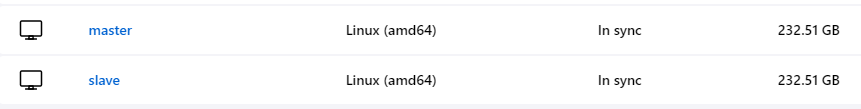 master Linux (amd64) In sync 232.51 GB
slave Linux (amd64) In sync 232.51 GB